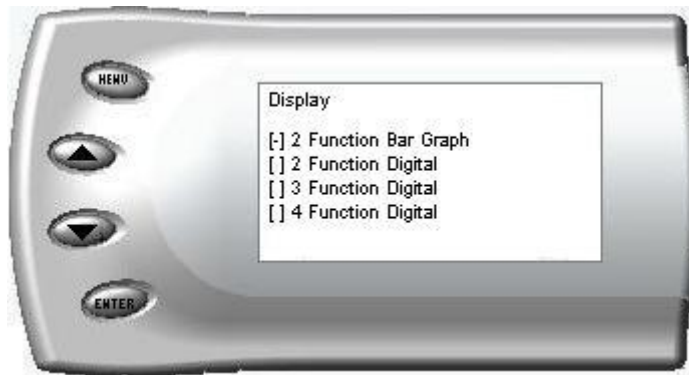 MENU
Display
[-] 2 Function Bar Graph
[ ] 2 Function Digital
[ ] 3 Function Digital
[ ] 4 Function Digital
ENTER